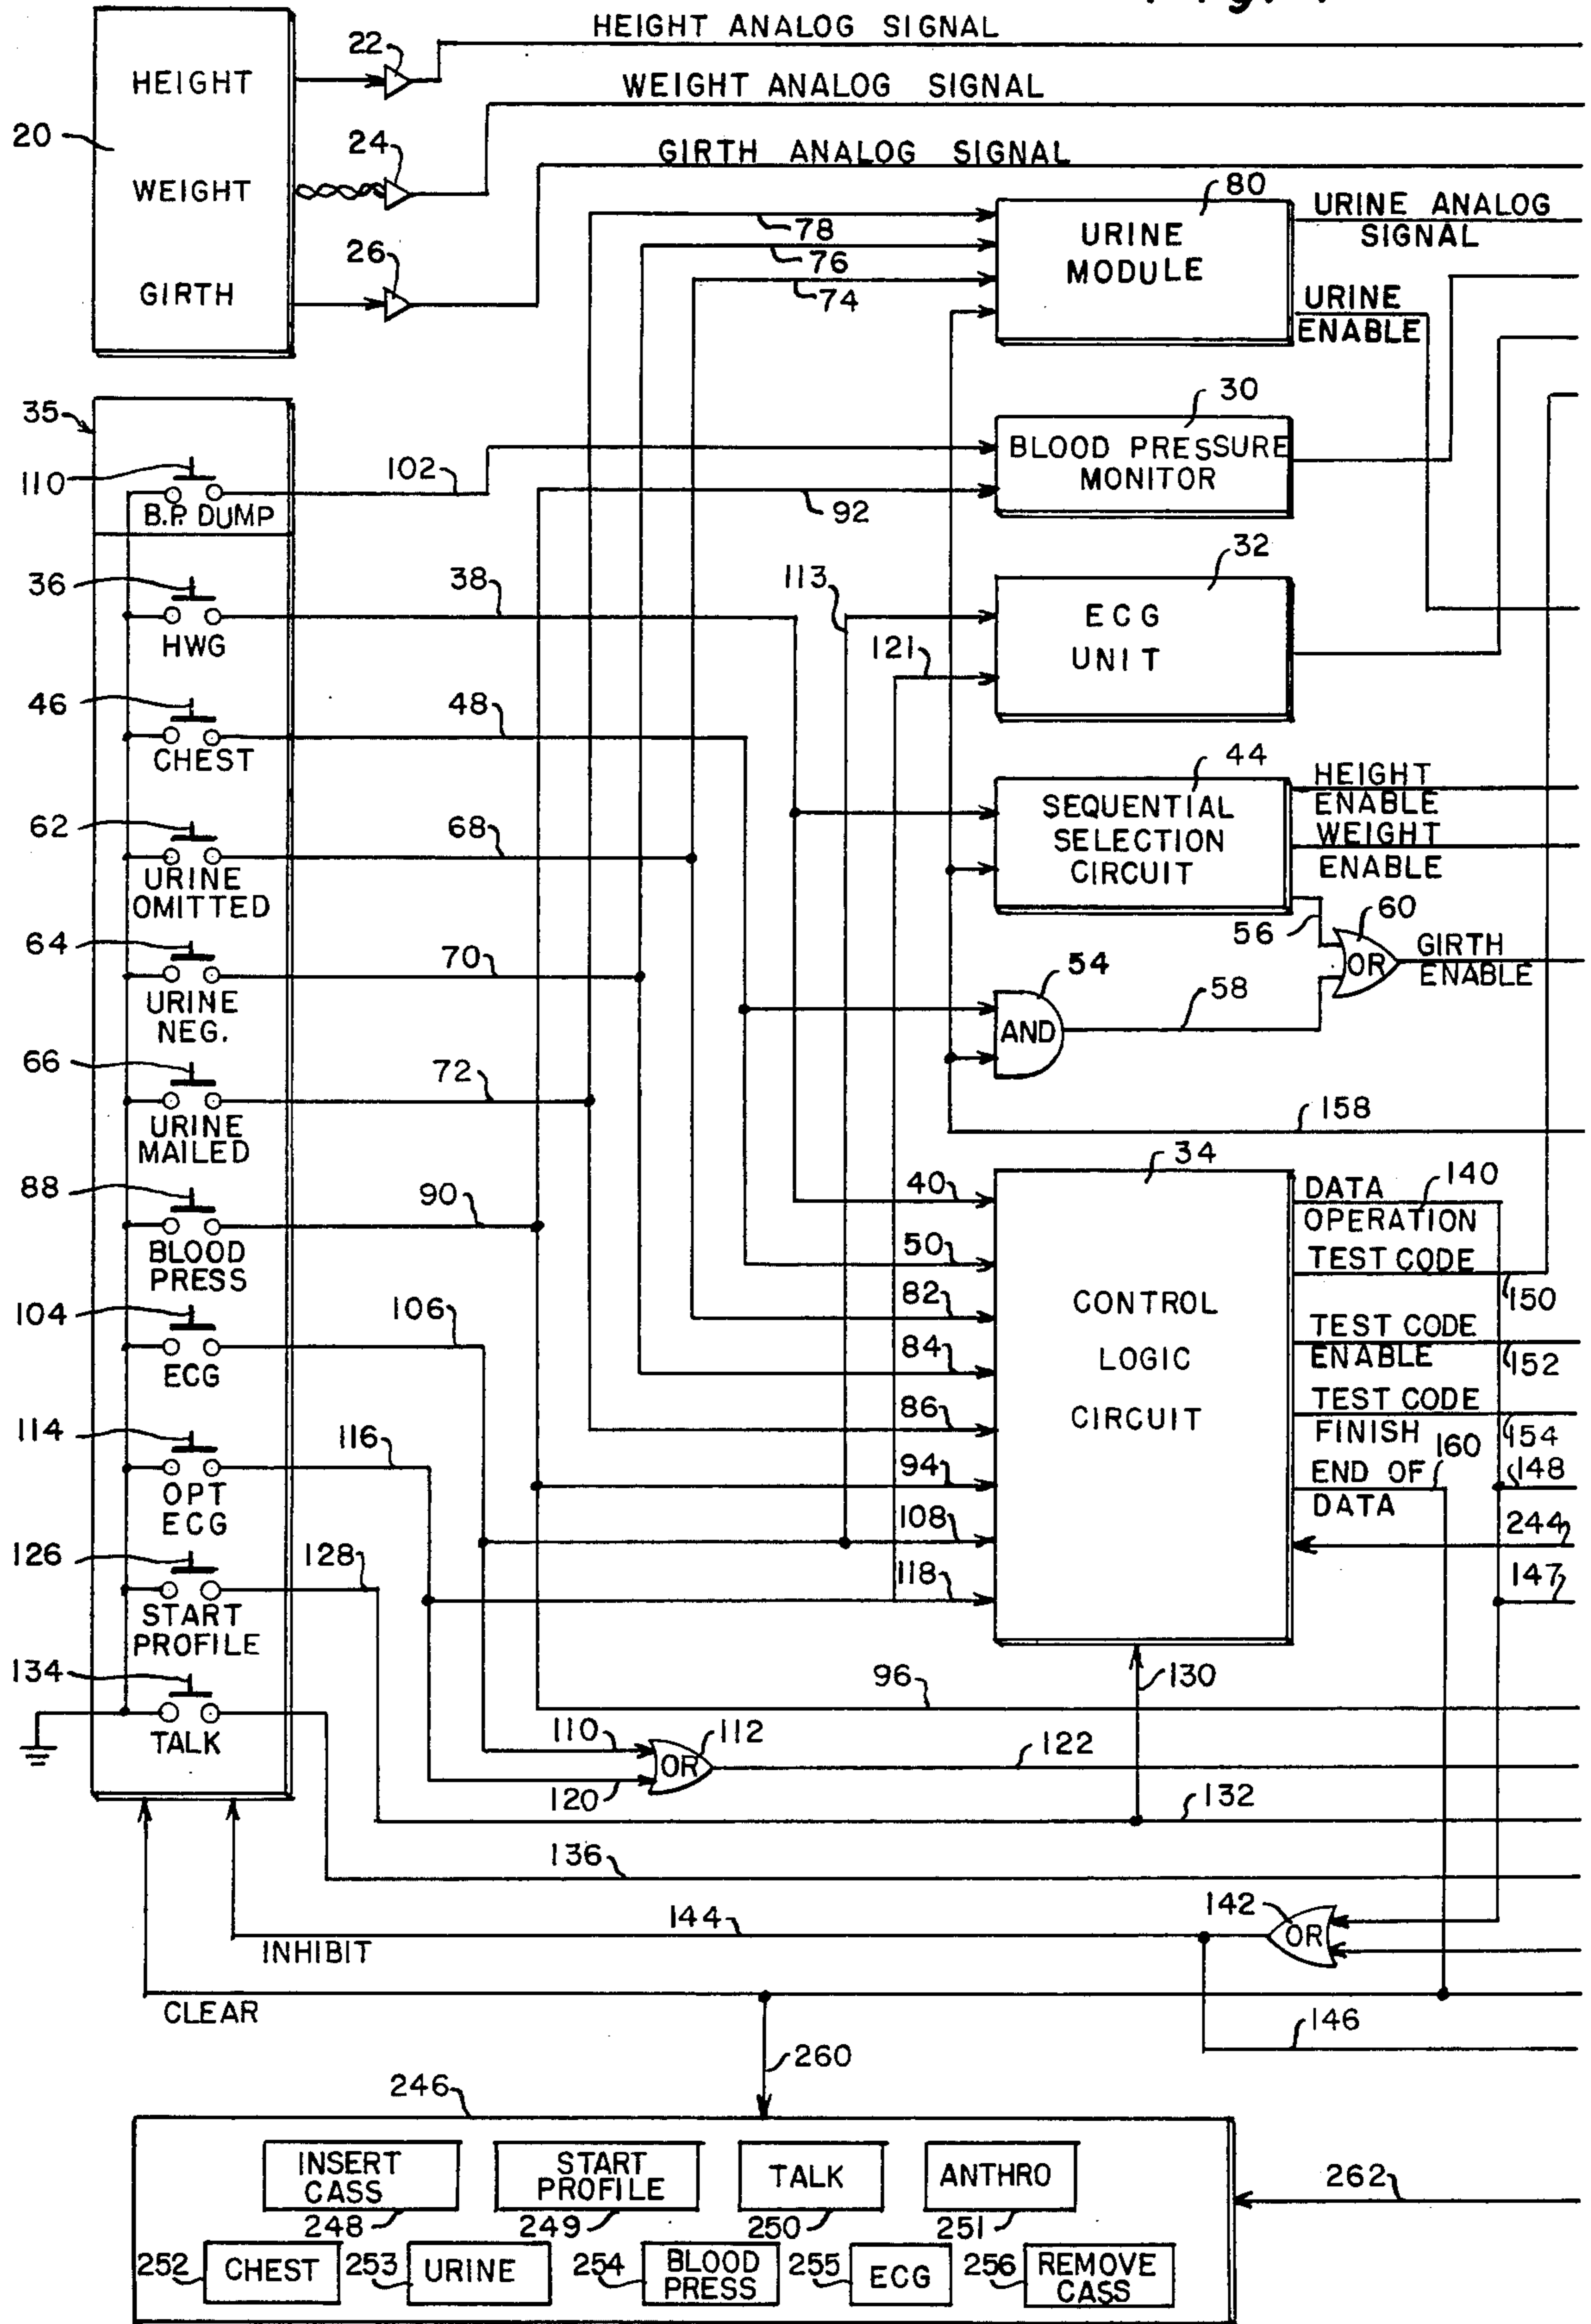 Fig. 1
HEIGHT ANALOG SIGNAL
22
HEIGHT
WEIGHT ANALOG SIGNAL
20
24
WEIGHT
GIRTH ANALOG SIGNAL
26
GIRTH
80
78
76
74
URINE
MODULE
URINE ANALOG
SIGNAL
URINE
ENABLE
35
110
B.P. DUMP
102
30
BLOOD PRESSURE
MONITOR
92
36
HWG
38
113
32
ECG
UNIT
121
46
CHEST
48
44
SEQUENTIAL
SELECTION
CIRCUIT
HEIGHT
ENABLE
WEIGHT
ENABLE
62
URINE
OMITTED
68
56
60
OR
GIRTH
ENABLE
64
URINE
NEG.
70
54
AND
58
66
URINE
MAILED
72
158
34
88
BLOOD
PRESS
90
40
50
82
84
86
94
108
118
CONTROL
LOGIC
CIRCUIT
DATA
OPERATION
140
TEST CODE
150
TEST CODE
ENABLE
152
TEST CODE
FINISH
154
END OF
DATA
160
148
244
147
104
ECG
106
114
OPT
ECG
116
126
START
PROFILE
128
134
TALK
130
96
110
112
OR
120
122
132
136
142
OR
144
INHIBIT
CLEAR
146
260
246
INSERT
CASS
248
START
PROFILE
249
TALK
250
ANTHRO
251
262
252
CHEST
253
URINE
254
BLOOD
PRESS
255
ECG
256
REMOVE
CASS